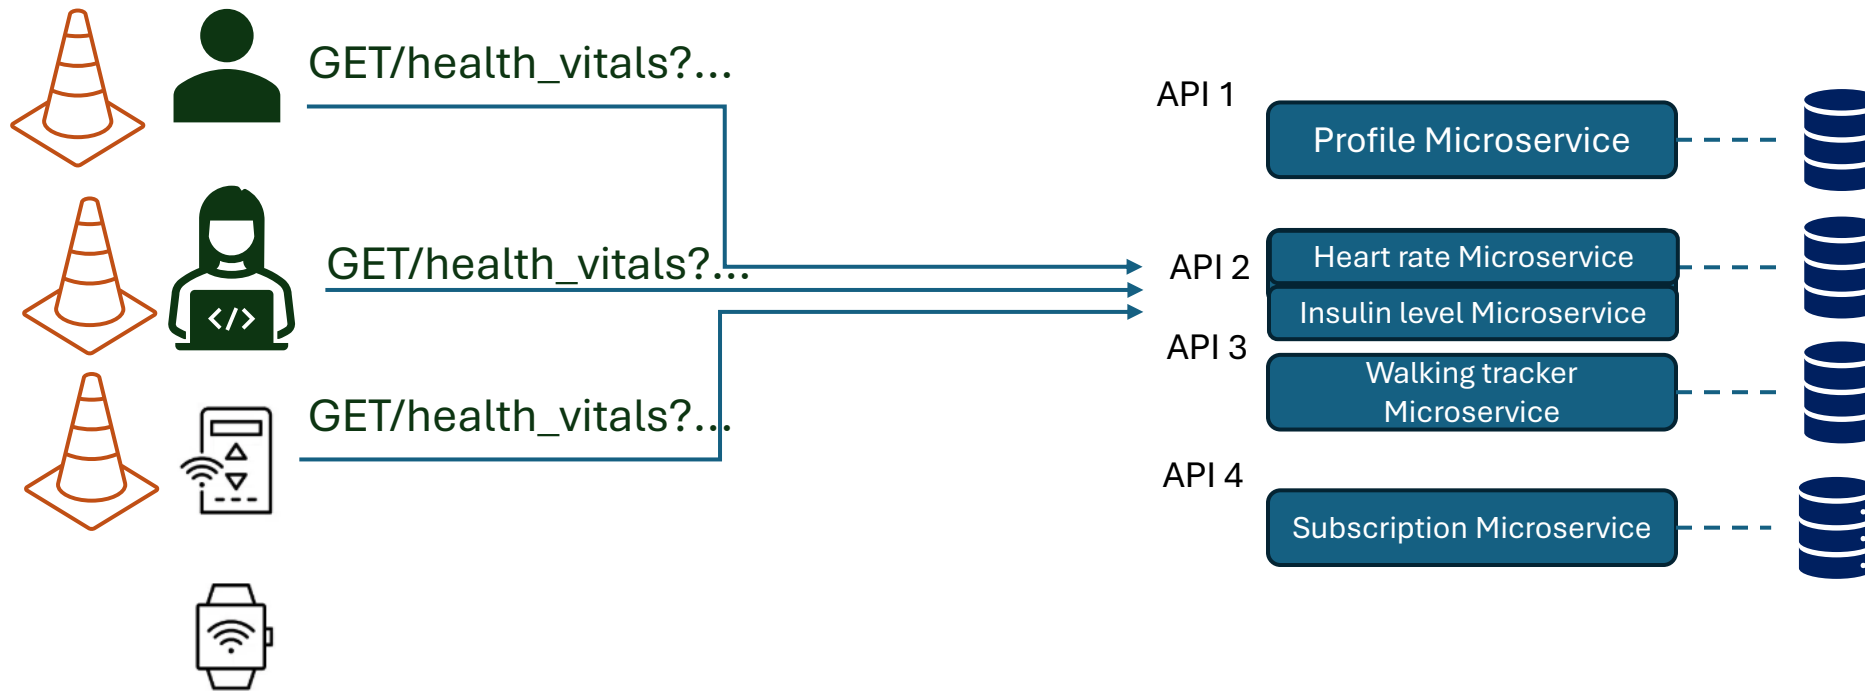 GET/health_vitals?...
API 1
Profile Microservice
GET/health_vitals?...
API 2
Heart rate Microservice
Insulin level Microservice
API 3
Walking tracker
Microservice
GET/health_vitals?...
API 4
Subscription Microservice